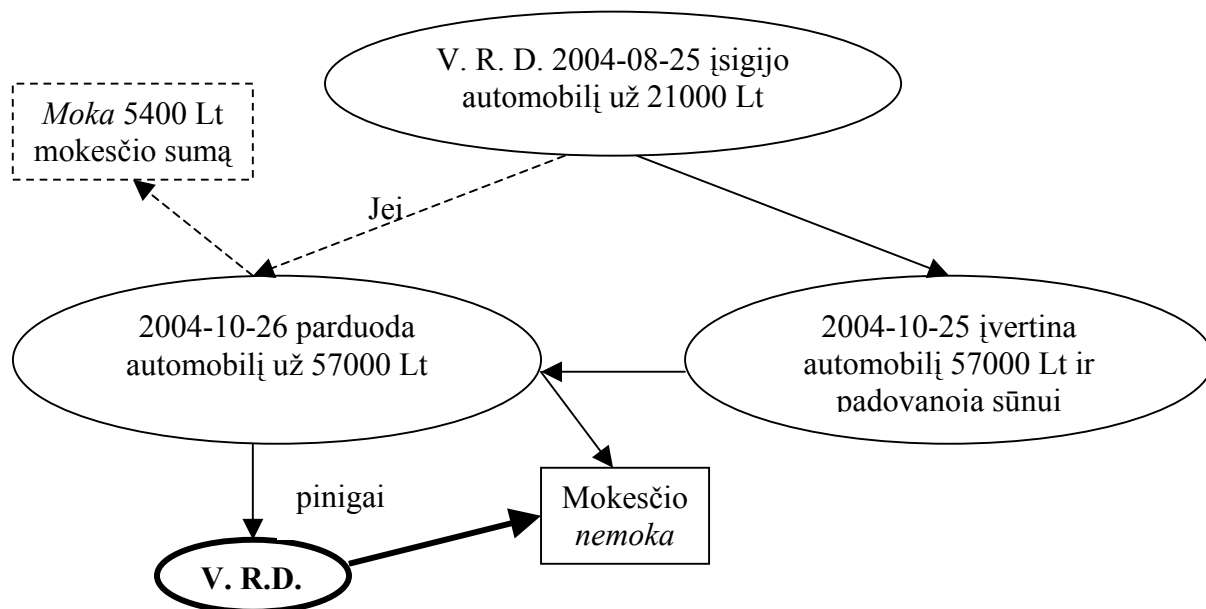 V. R. D. 2004-08-25 įsigijo
automobilį už 21000 Lt
Moka 5400 Lt
mokesčio sumą
Jei
2004-10-26 parduoda
automobilį už 57000 Lt
2004-10-25 įvertina
automobilį 57000 Lt ir
padovanoja sūnui
pinigai
Mokesčio
nemoka
V. R.D.